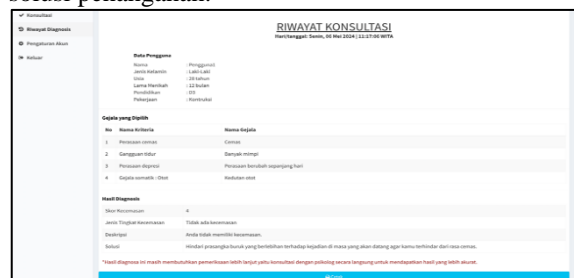 solusi penanganan.
Konsultasi
Riwayat Diagnosis
Pengaturan Akun
Keluar
RIWAYAT KONSULTASI
Hari/tanggal: Senin, 06 Mei 2024 | 11:17:00 WITA
Data Pengguna
Nama : Pengguna1
Jenis Kelamin : Laki-Laki
Usia : 28 tahun
Lama Menikah : 12 bulan
Pendidikan : D3
Pekerjaan : Kontruksi
Gejala yang Dipilih
No Nama Kriteria Nama Gejala
1 Perasaan cemas Cemas
2 Gangguan tidur Banyak mimpi
3 Perasaan depresi Perasaan berubah sepanjang hari
4 Gejala somatik : Otot Kedutan otot
Hasil Diagnosis
Skor Kecemasan 4
Jenis Tingkat Kecemasan Tidak ada kecemasan
Deskripsi Anda tidak memiliki kecemasan.
Solusi Hindari prasangka buruk yang berlebihan terhadap kejadian di masa yang akan datang agar kamu terhindar dari rasa cemas.
*Hasil diagnosis ini masih membutuhkan pemeriksaan lebih lanjut yaitu konsultasi dengan psikolog secara langsung untuk mendapatkan hasil yang lebih akurat.
Cetak